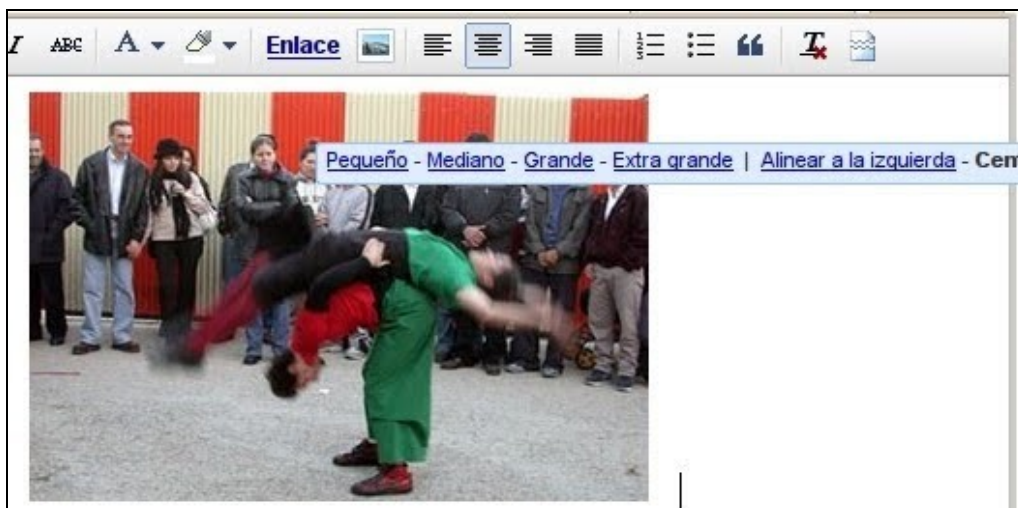 I ABC A Enlace T
Pequeño - Mediano - Grande - Extra grande | Alinear a la izquierda - Cen